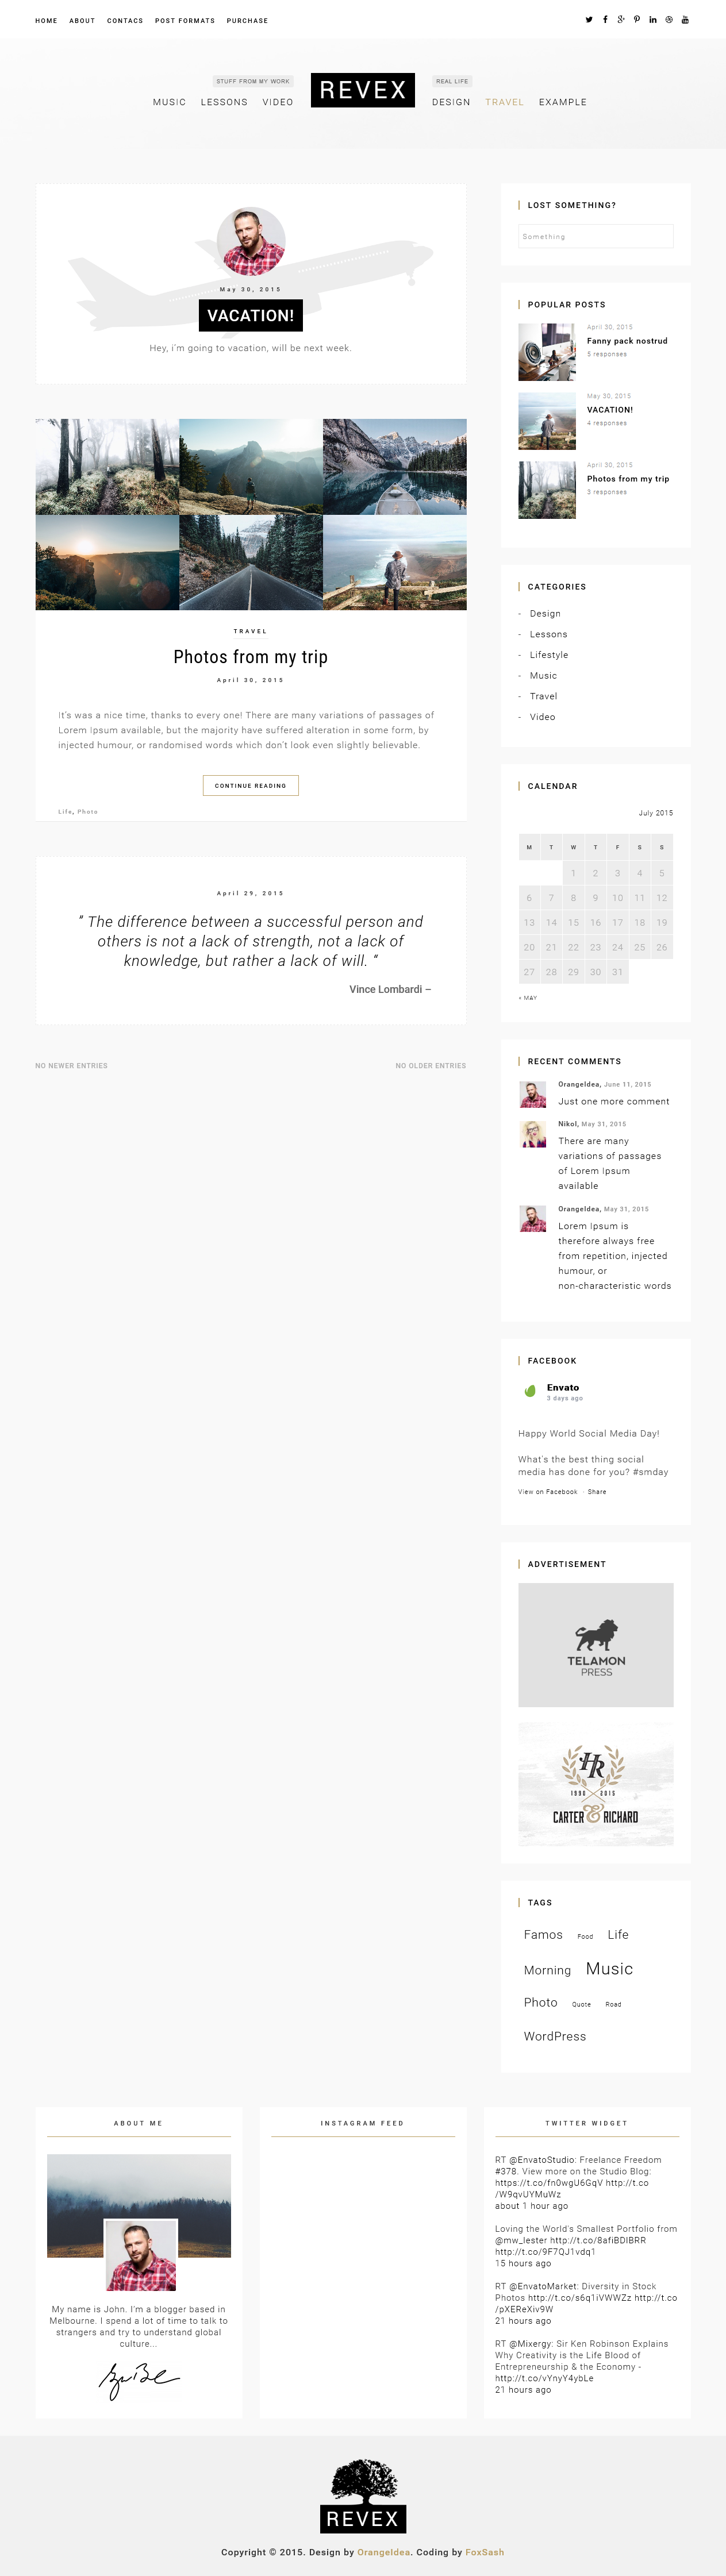 HOME ABOUT CONTACS POST FORMATS PURCHASE
STUFF FROM MY WORK
MUSIC LESSONS VIDEO
REVEX
REAL LIFE
DESIGN TRAVEL EXAMPLE
May 30, 2015
VACATION!
Hey, i'm going to vacation, will be next week.
TRAVEL
Photos from my trip
April 30, 2015
It's was a nice time, thanks to every one! There are many variations of passages of
Lorem Ipsum available, but the majority have suffered alteration in some form, by
injected humour, or randomised words which don't look even slightly believable.
CONTINUE READING
Life, Photo
April 29, 2015
" The difference between a successful person and
others is not a lack of strength, not a lack of
knowledge, but rather a lack of will. "
Vince Lombardi –
NO NEWER ENTRIES
NO OLDER ENTRIES
LOST SOMETHING?
Something
POPULAR POSTS
April 30, 2015
Fanny pack nostrud
5 responses
May 30, 2015
VACATION!
4 responses
April 30, 2015
Photos from my trip
3 responses
CATEGORIES
- Design
- Lessons
- Lifestyle
- Music
- Travel
- Video
CALENDAR
July 2015
M T W T F S S
1 2 3 4 5
6 7 8 9 10 11 12
13 14 15 16 17 18 19
20 21 22 23 24 25 26
27 28 29 30 31
« MAY
RECENT COMMENTS
OrangeIdea, June 11, 2015
Just one more comment
Nikol, May 31, 2015
There are many
variations of passages
of Lorem Ipsum
available
OrangeIdea, May 31, 2015
Lorem Ipsum is
therefore always free
from repetition, injected
humour, or
non-characteristic words
FACEBOOK
Envato
3 days ago
Happy World Social Media Day!
What's the best thing social
media has done for you? #smday
View on Facebook · Share
ADVERTISEMENT
TELAMON
PRESS
HR
1990 2015
CARTER & RICHARD
TAGS
Famos Food Life
Morning Music
Photo Quote Road
WordPress
ABOUT ME
My name is John. I'm a blogger based in
Melbourne. I spend a lot of time to talk to
strangers and try to understand global
culture...
INSTAGRAM FEED
TWITTER WIDGET
RT @EnvatoStudio: Freelance Freedom
#378. View more on the Studio Blog:
https://t.co/fn0wgU6GqV http://t.co
/W9qvUYMuWz
about 1 hour ago
Loving the World's Smallest Portfolio from
@mw_lester http://t.co/8afiBDIBRR
http://t.co/9F7QJ1vdq1
15 hours ago
RT @EnvatoMarket: Diversity in Stock
Photos http://t.co/s6q1iVWWZz http://t.co
/pXEReXiv9W
21 hours ago
RT @Mixergy: Sir Ken Robinson Explains
Why Creativity is the Life Blood of
Entrepreneurship & the Economy -
http://t.co/vYnyY4ybLe
21 hours ago
REVEX
Copyright © 2015. Design by OrangeIdea. Coding by FoxSash